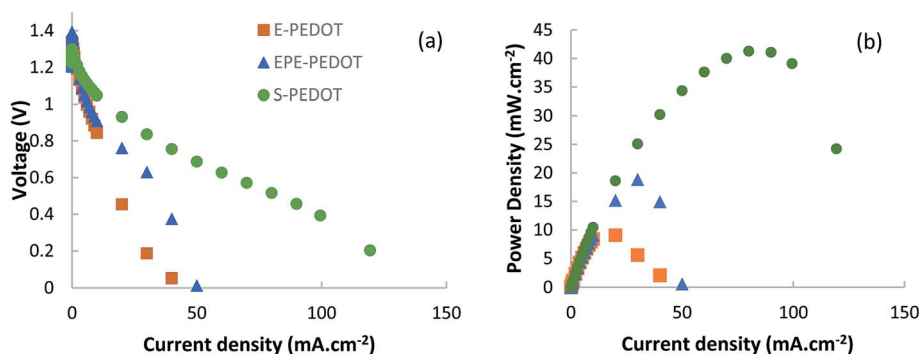 1.4
1.2
1
0.8
0.6
0.4
0.2
0
Voltage (V)
0 50 100 150
Current density (mA.cm⁻²)
E-PEDOT
EPE-PEDOT
S-PEDOT
(a)
45
40
35
30
25
20
15
10
5
0
Power Density (mW.cm⁻²)
0 50 100 150
Current density (mA.cm⁻²)
(b)